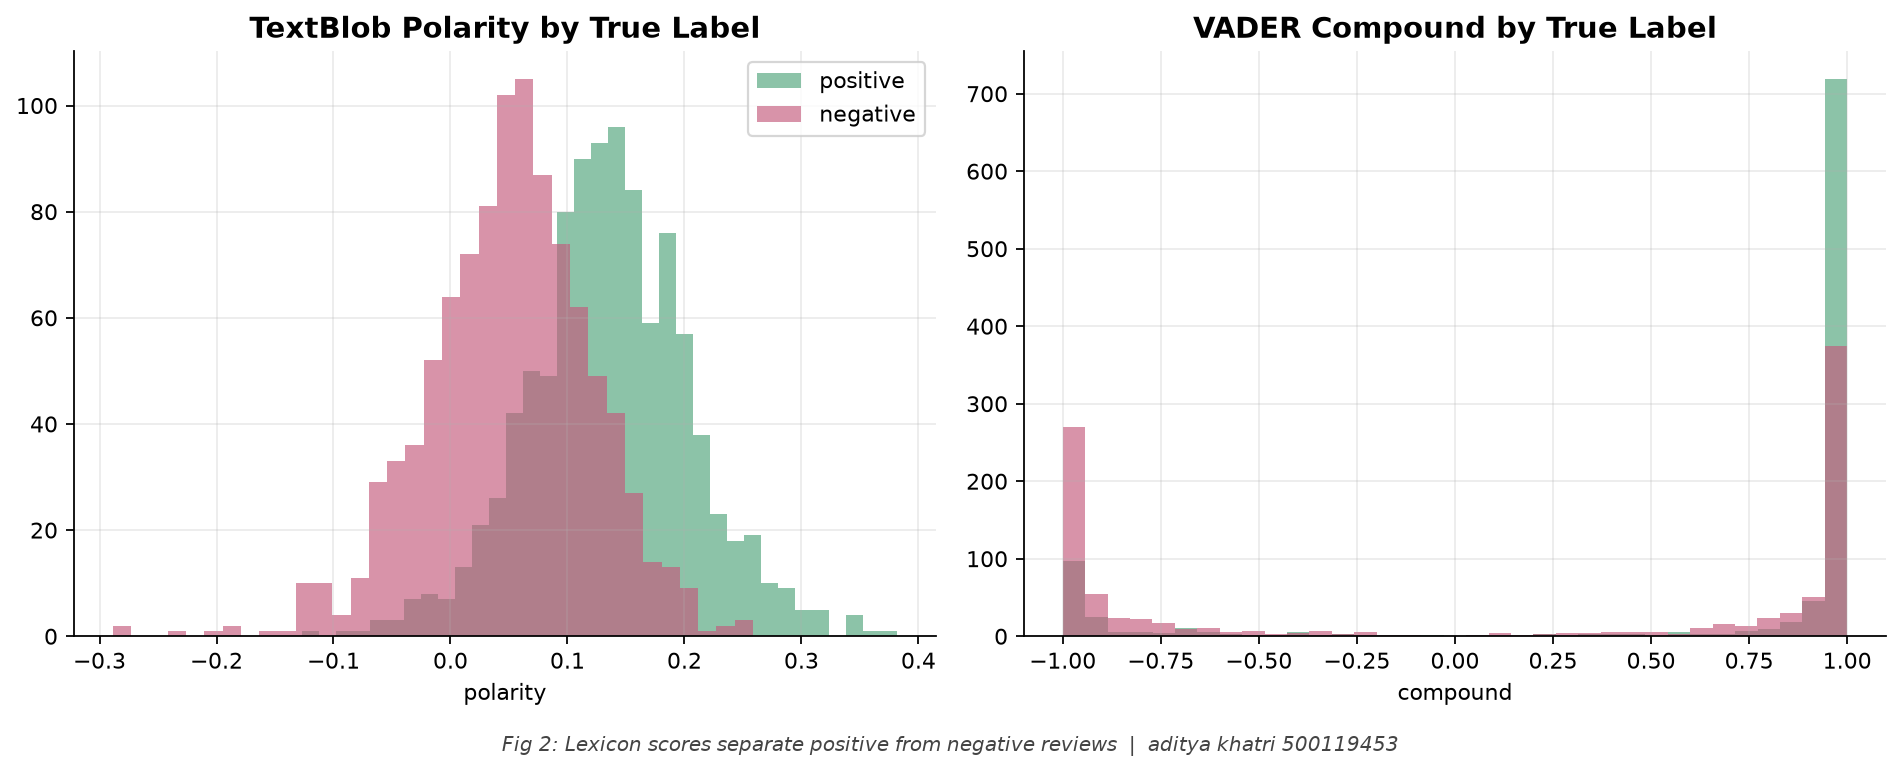 TextBlob Polarity by True Label
positive
negative
100
80
60
40
20
0
−0.3 −0.2 −0.1 0.0 0.1 0.2 0.3 0.4
polarity
VADER Compound by True Label
700
600
500
400
300
200
100
0
−1.00 −0.75 −0.50 −0.25 0.00 0.25 0.50 0.75 1.00
compound
Fig 2: Lexicon scores separate positive from negative reviews | aditya khatri 500119453